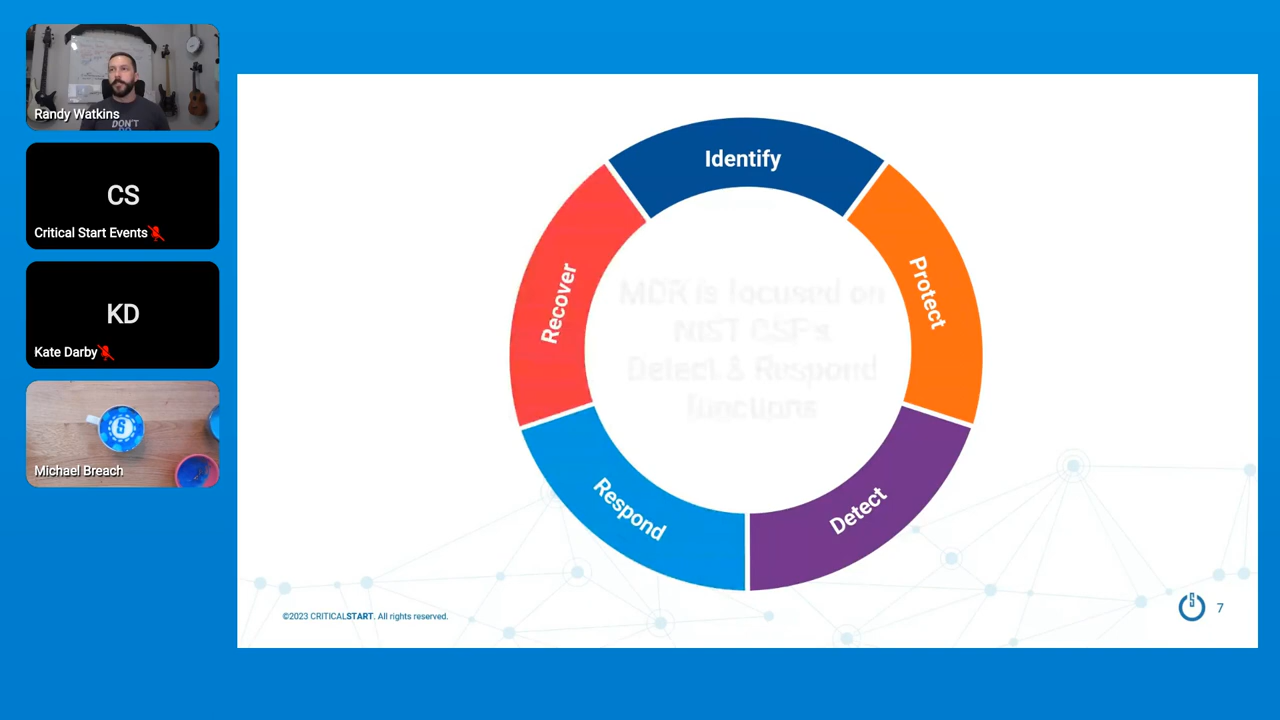 Randy Watkins
DON'T
CS
Critical Start Events
KD
Kate Darby
Michael Breach
Identify
Protect
Detect
Respond
Recover
MDR is focused on
NIST CSF's
Detect & Respond
functions
©2023 CRITICALSTART. All rights reserved.
7